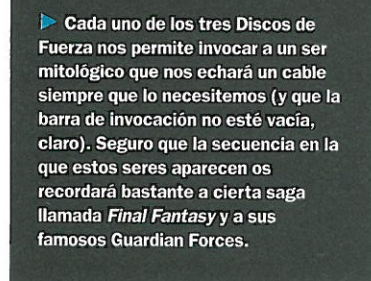 Cada uno de los tres Discos de
Fuerza nos permite invocar a un ser
mitológico que nos echará un cable
siempre que lo necesitemos (y que la
barra de invocación no esté vacía,
claro). Seguro que la secuencia en la
que estos seres aparecen os
recordará bastante a cierta saga
llamada Final Fantasy y a sus
famosos Guardian Forces.